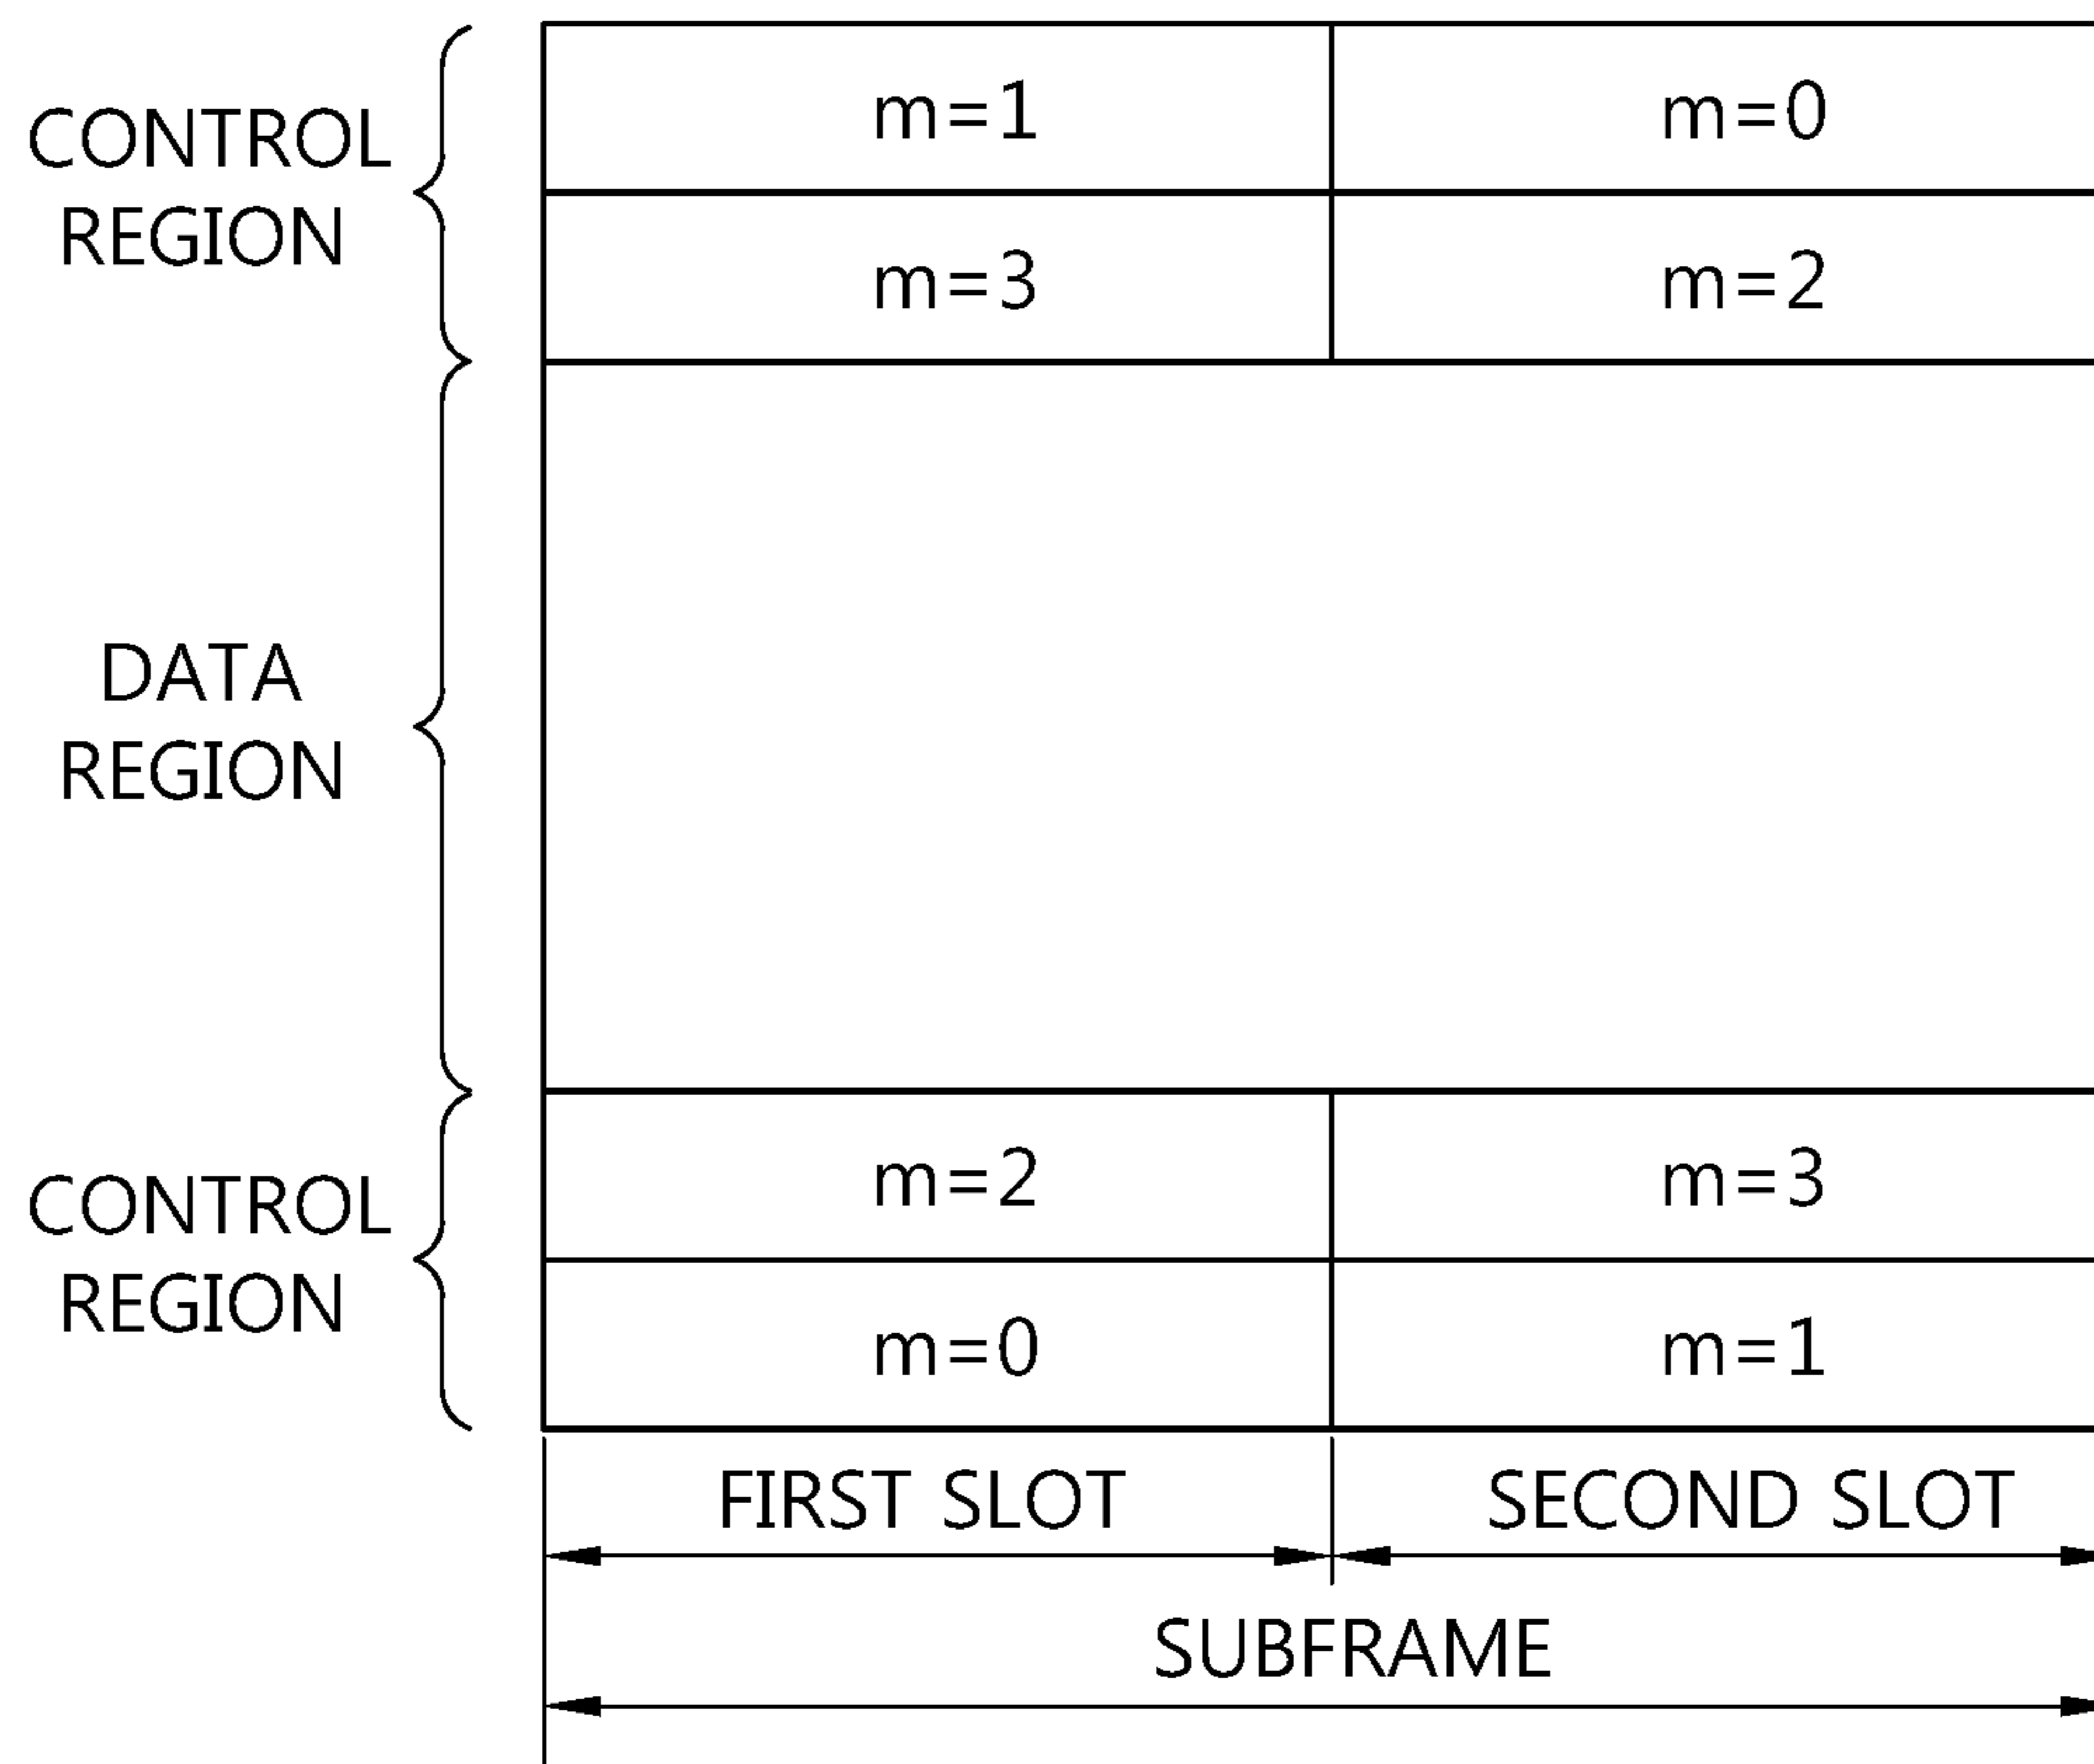 CONTROL
REGION
m=1 m=0
m=3 m=2
DATA
REGION
CONTROL
REGION
m=2 m=3
m=0 m=1
FIRST SLOT SECOND SLOT
SUBFRAME